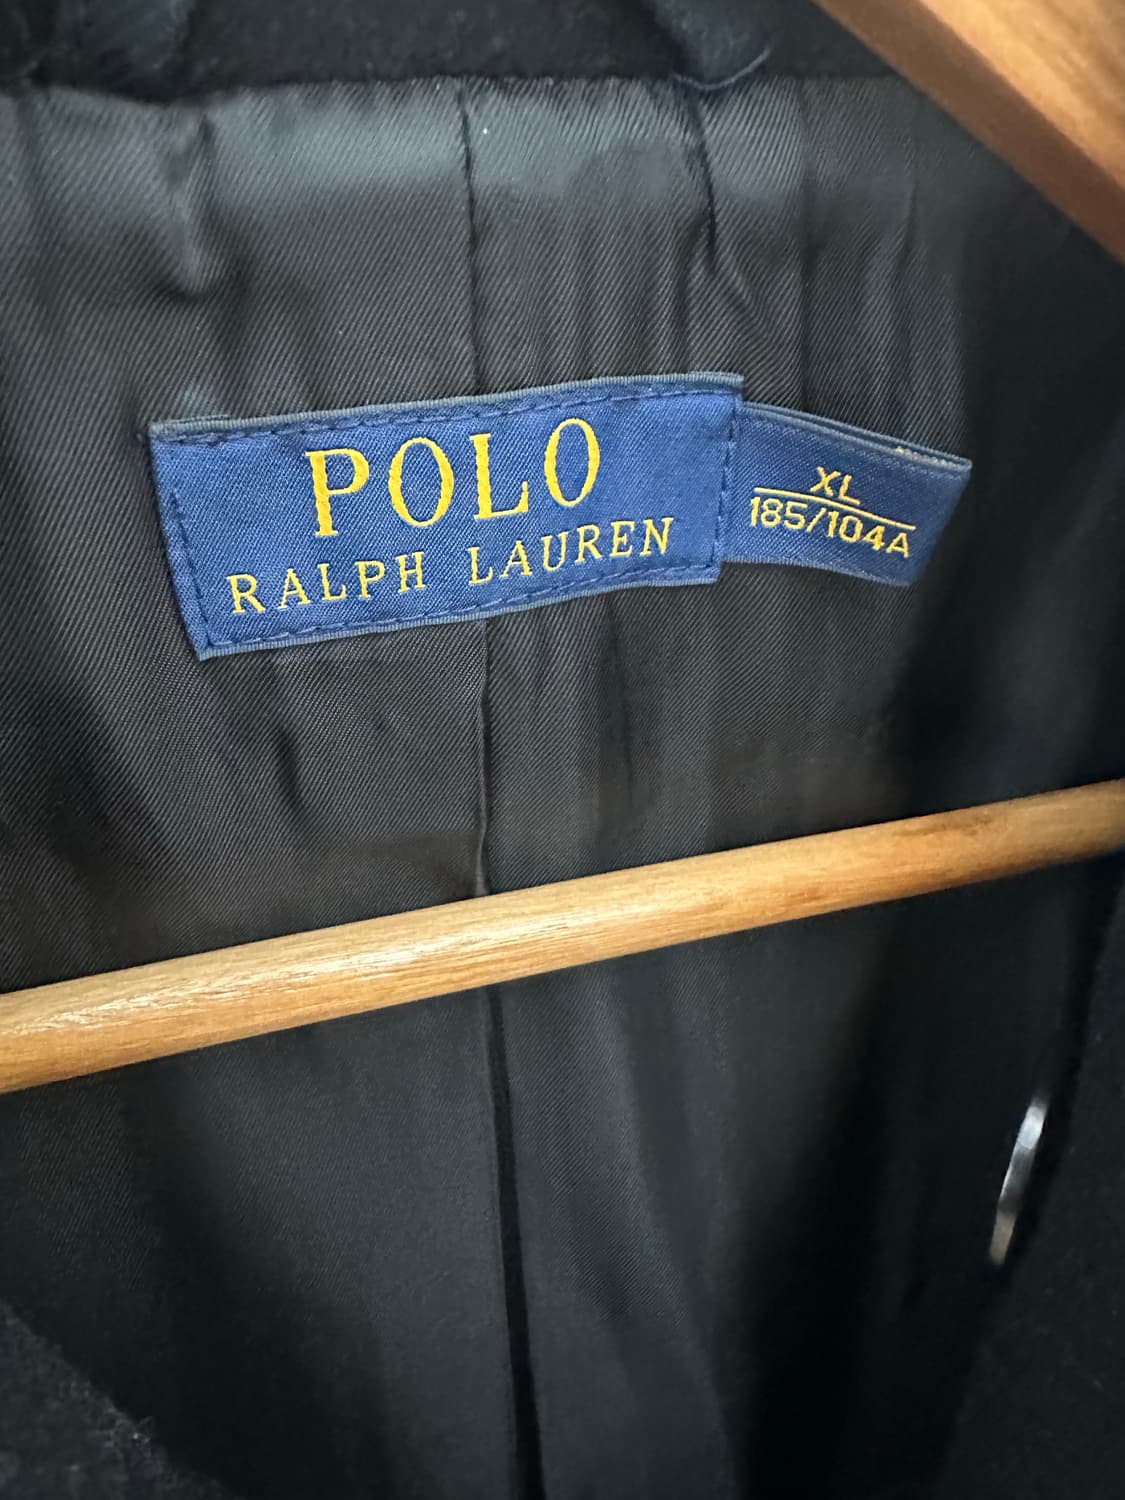 POLO
RALPH LAUREN
XL
185/104A